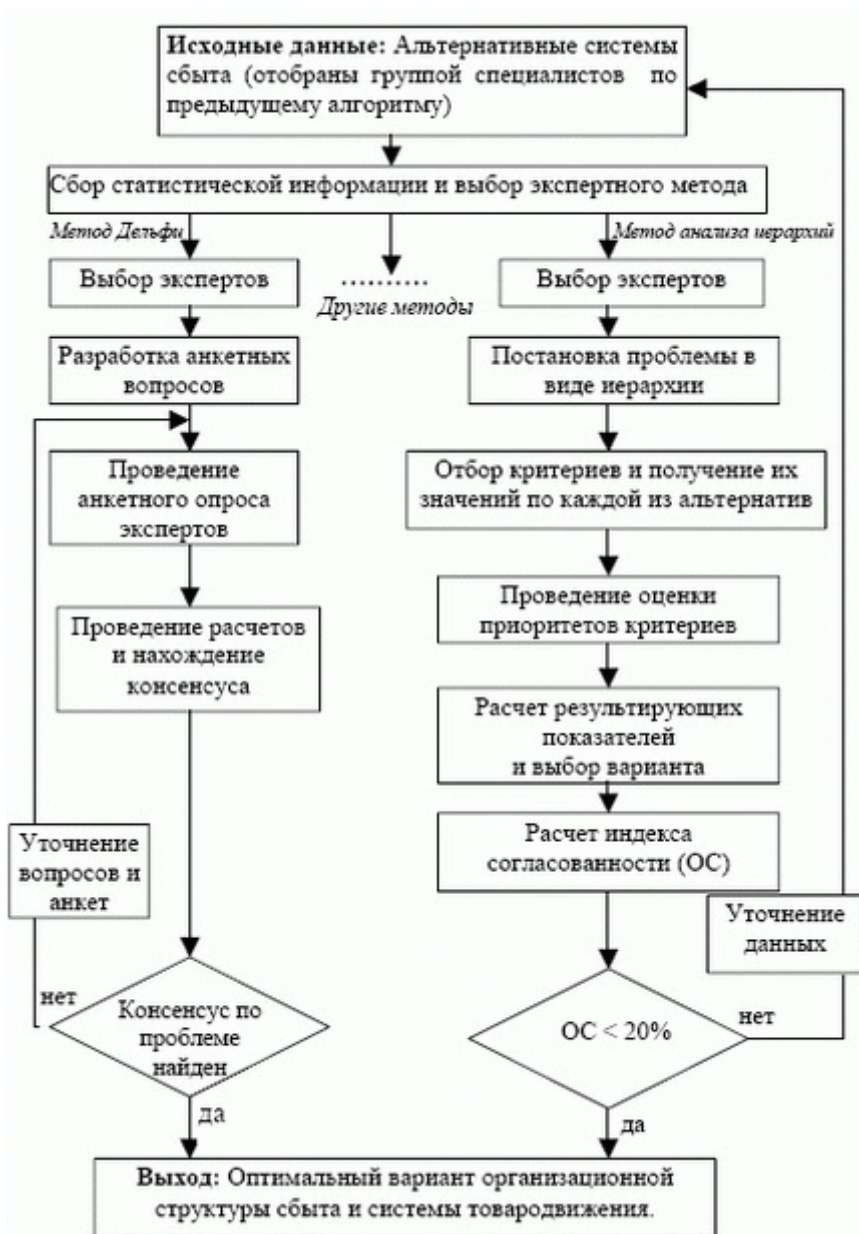 Исходные данные: Альтернативные системы
сбыта (отобраны группой специалистов по
предыдущему алгоритму)
Сбор статистической информации и выбор экспертного метода
Метод Дельфи
Метод анализа иерархий
Выбор экспертов
..........
Другие методы
Выбор экспертов
Разработка анкетных
вопросов
Постановка проблемы в
виде иерархии
Проведение
анкетного опроса
экспертов
Отбор критериев и получение их
значений по каждой из альтернатив
Проведение расчетов
и нахождение
консенсуса
Проведение оценки
приоритетов критериев
Расчет результирующих
показателей
и выбор варианта
Уточнение
вопросов и
анкет
Расчет индекса
согласованности (ОС)
Уточнение
данных
нет
Консенсус по
проблеме
найден
ОС < 20%
нет
да
да
Выход: Оптимальный вариант организационной
структуры сбыта и системы товародвижения.